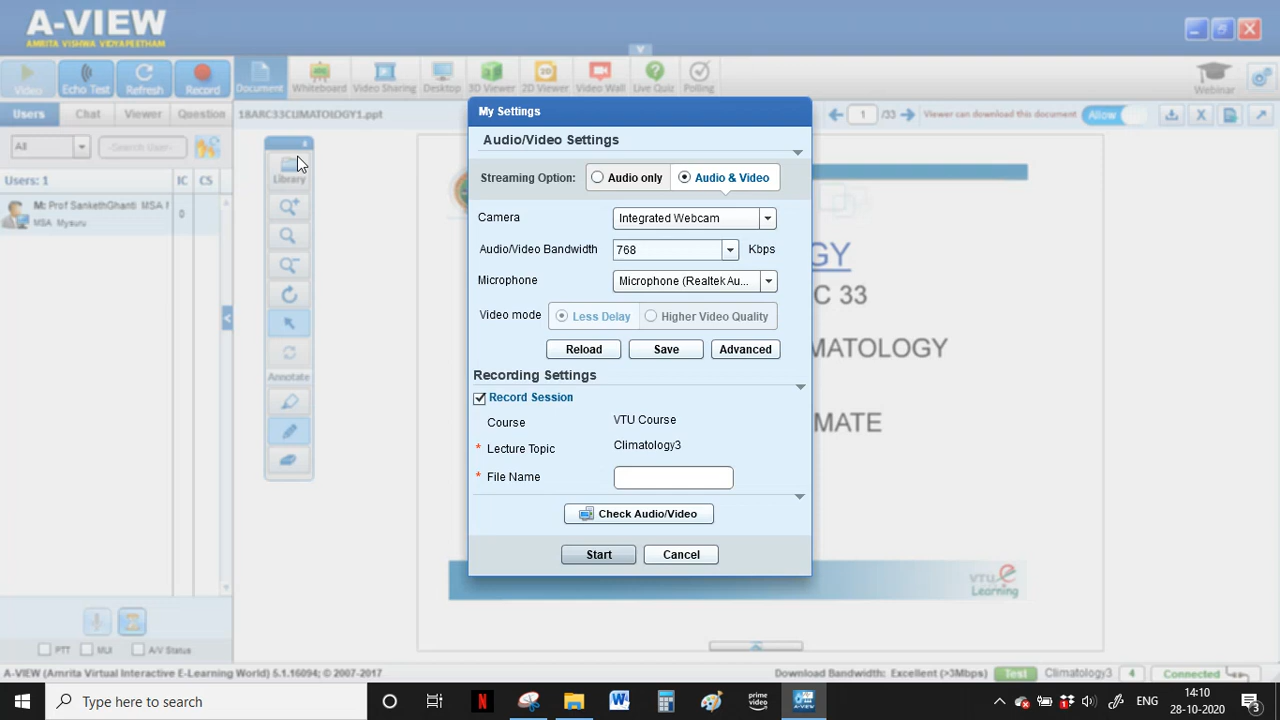 A-VIEW
AMRITA VISHWA VIDYAPEETHAM
Video
Echo Test
Refresh
Record
Document
Whiteboard
Video Sharing
Desktop
3D Viewer
2D Viewer
Video Wall
Live Quiz
Polling
Webinar
Users
Chat
Viewer
Question
18ARC33CLIMATOLOGY1.ppt
1
/33
Viewer can download this document
Allow
All
-Search User-
Users: 1
IC
CS
M: Prof SankethGhanti MSA
MSA Mysuru
0
Library
Annotate
My Settings
Audio/Video Settings
Streaming Option:
Audio only
Audio & Video
Camera
Integrated Webcam
Audio/Video Bandwidth
768
Kbps
Microphone
Microphone (Realtek Au...
Video mode
Less Delay
Higher Video Quality
Reload
Save
Advanced
Recording Settings
Record Session
Course
VTU Course
* Lecture Topic
Climatology3
* File Name
Check Audio/Video
Start
Cancel
GY
C 33
MATOLOGY
MATE
VTU e
Learning
PTT
MUI
A/V Status
A-VIEW (Amrita Virtual Interactive E-Learning World) 5.1.16094; © 2007-2017
Download Bandwidth: Excellent (>3Mbps)
Test
Climatology3
4
Connected
Type here to search
prime
video
A-VIEW
ENG
14:10
28-10-2020
3